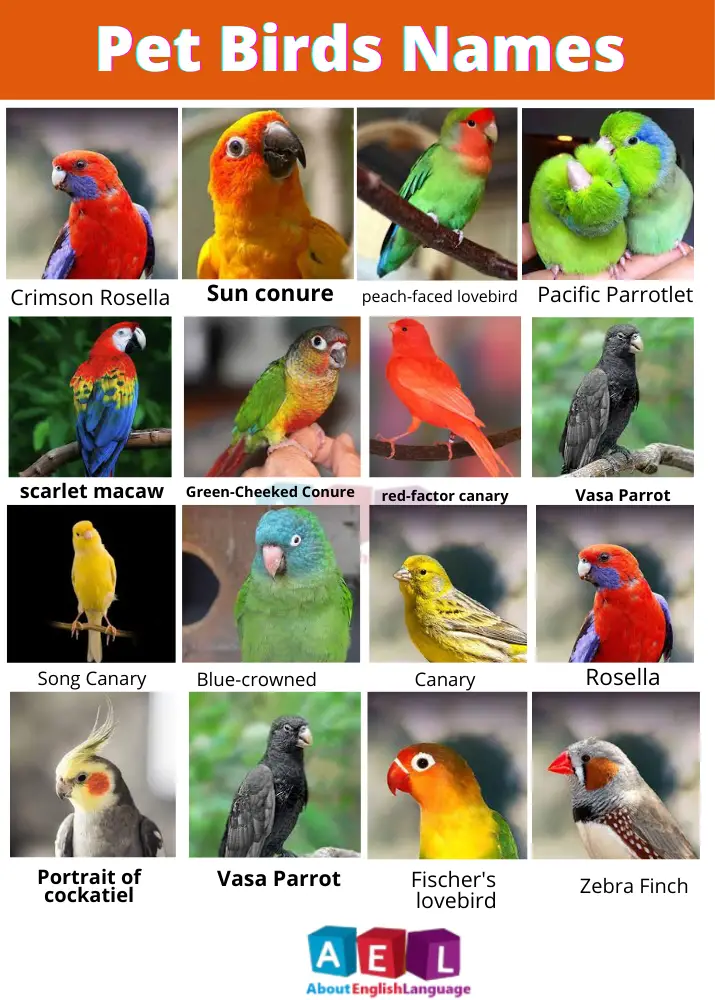 Pet Birds Names
Crimson Rosella
Sun conure
peach-faced lovebird
Pacific Parrotlet
scarlet macaw
Green-Cheeked Conure
red-factor canary
Vasa Parrot
Song Canary
Blue-crowned
Canary
Rosella
Portrait of
cockatiel
Vasa Parrot
Fischer's
lovebird
Zebra Finch
AEL
AboutEnglishLanguage